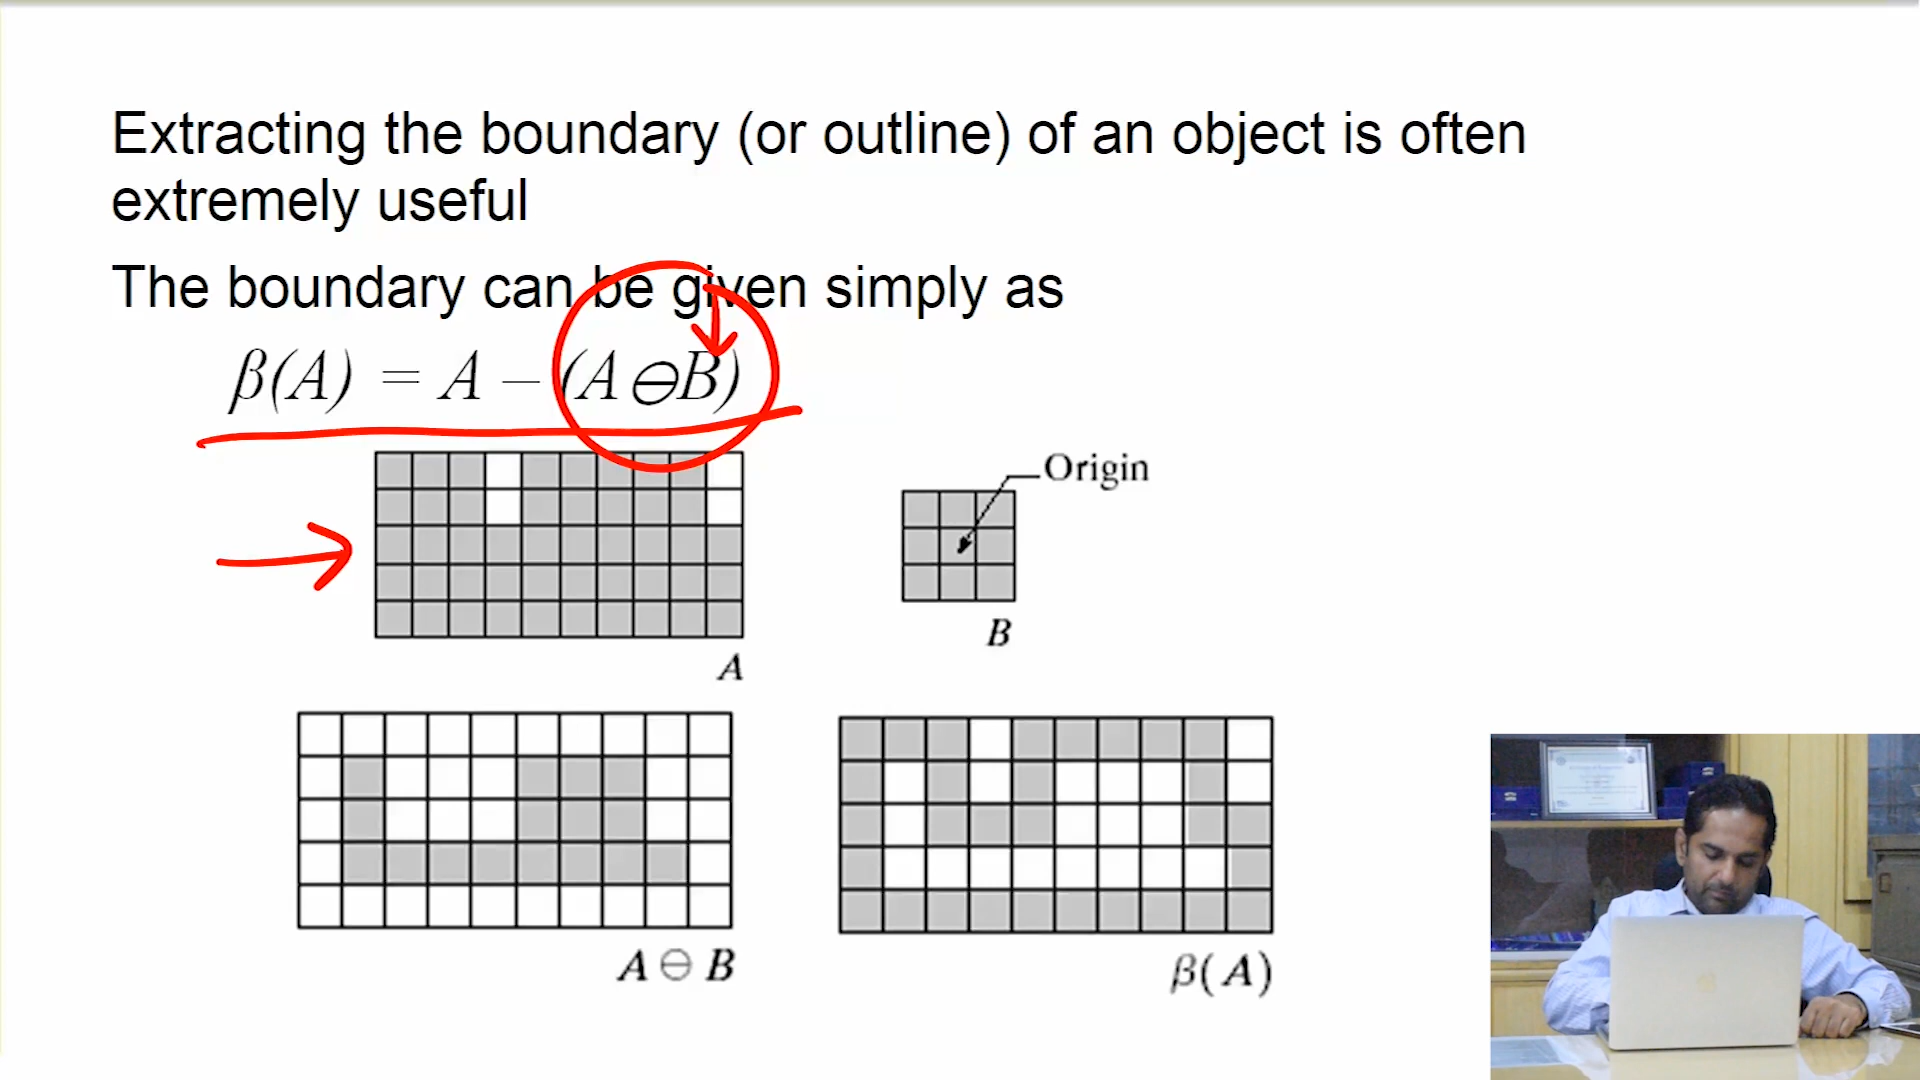 Extracting the boundary (or outline) of an object is often
extremely useful
The boundary can be given simply as
β(A) = A – (A⊖B)
Origin
B
A
A ⊖ B
β(A)